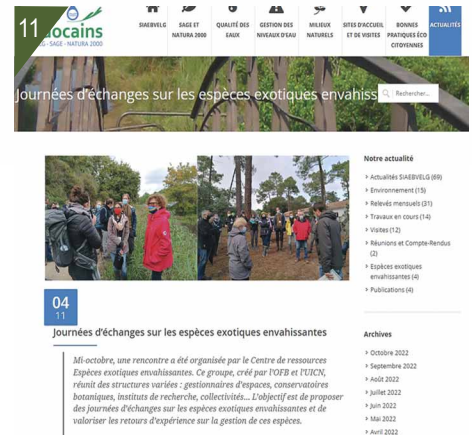 11
docains
SIAEBVELG
SAGE ET
NATURA 2000
QUALITÉ DES
EAUX
GESTION DES
NIVEAUX D'EAU
MILIEUX
NATURELS
SITES D'ACCUEIL
ET DE VISITES
BONNES
PRATIQUES ÉCO
CITOYENNES
ACTUALITÉS
LG - SAGE - NATURA 2000
Journées d'échanges sur les espèces exotiques envahiss
Rechercher...
Notre actualité
› Actualités SIAEBVELG (69)
› Environnement (15)
› Relevés mensuels (31)
› Travaux en cours (14)
› Visites (12)
› Réunions et Compte-Rendus
(2)
› Espèces exotiques
envahissantes (4)
› Publications (4)
04
11
Journées d'échanges sur les espèces exotiques envahissantes
Mi-octobre, une rencontre a été organisée par le Centre de ressources
Espèces exotiques envahissantes. Ce groupe, créé par l'OFB et l'UICN,
réunit des structures variées : gestionnaires d'espaces, conservatoires
botaniques, instituts de recherche, collectivités... L'objectif est de proposer
des journées d'échanges sur les espèces exotiques envahissantes et de
valoriser les retours d'expérience sur la gestion de ces espèces.
Archives
› Octobre 2022
› Septembre 2022
› Août 2022
› Juillet 2022
› Juin 2022
› Mai 2022
› Avril 2022